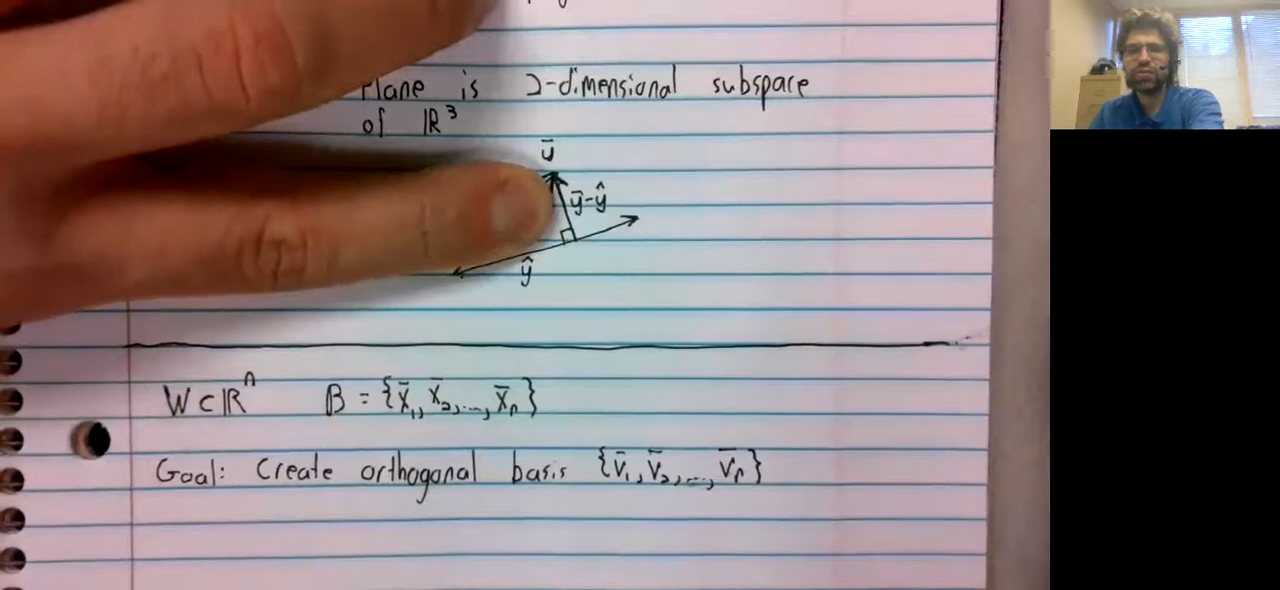 Plane is 2-dimensional subspace
of ℝ³
ū
ȳ-ŷ
ŷ
W⊂ℝⁿ β = {x̄₁, x̄₂, ..., x̄ₙ}
Goal: Create orthogonal basis {v̄₁, v̄₂, ..., v̄ₙ}